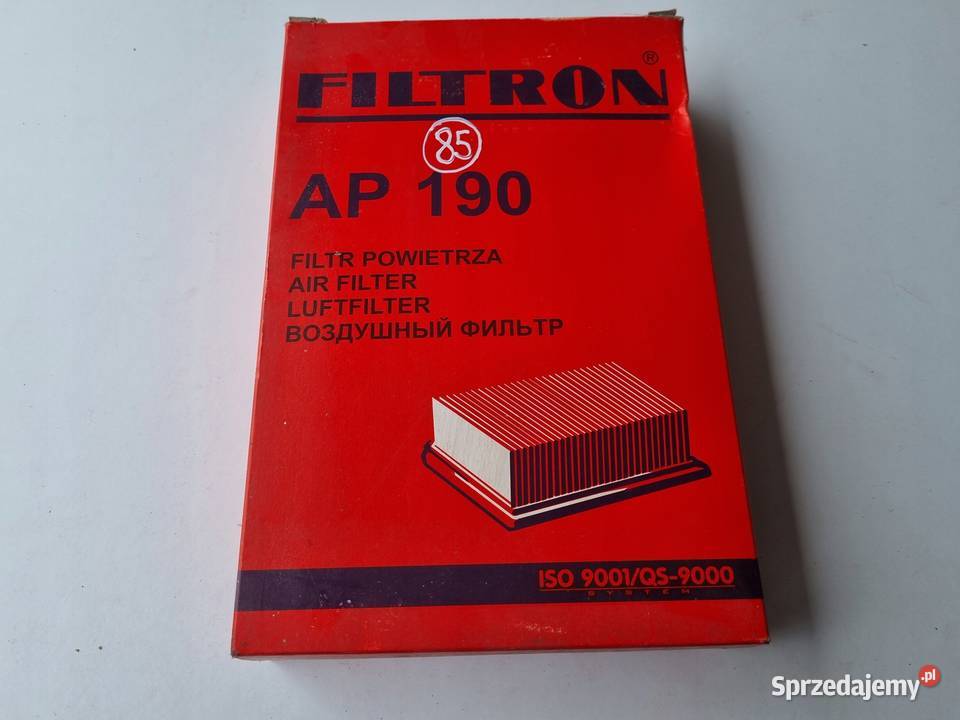 FILTRON®
85
AP 190
FILTR POWIETRZA
AIR FILTER
LUFTFILTER
ВОЗДУШНЫЙ ФИЛЬТР
ISO 9001/QS-9000
SYSTEM
Sprzedajemy.pl